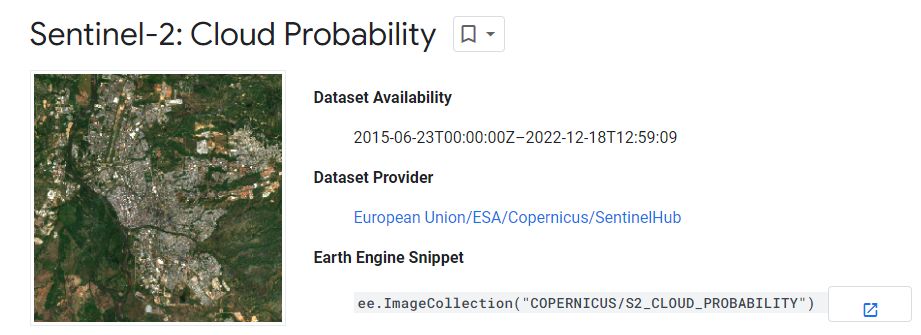 Sentinel-2: Cloud Probability
Dataset Availability
2015-06-23T00:00:00Z–2022-12-18T12:59:09
Dataset Provider
European Union/ESA/Copernicus/SentinelHub
Earth Engine Snippet
ee.ImageCollection("COPERNICUS/S2_CLOUD_PROBABILITY")